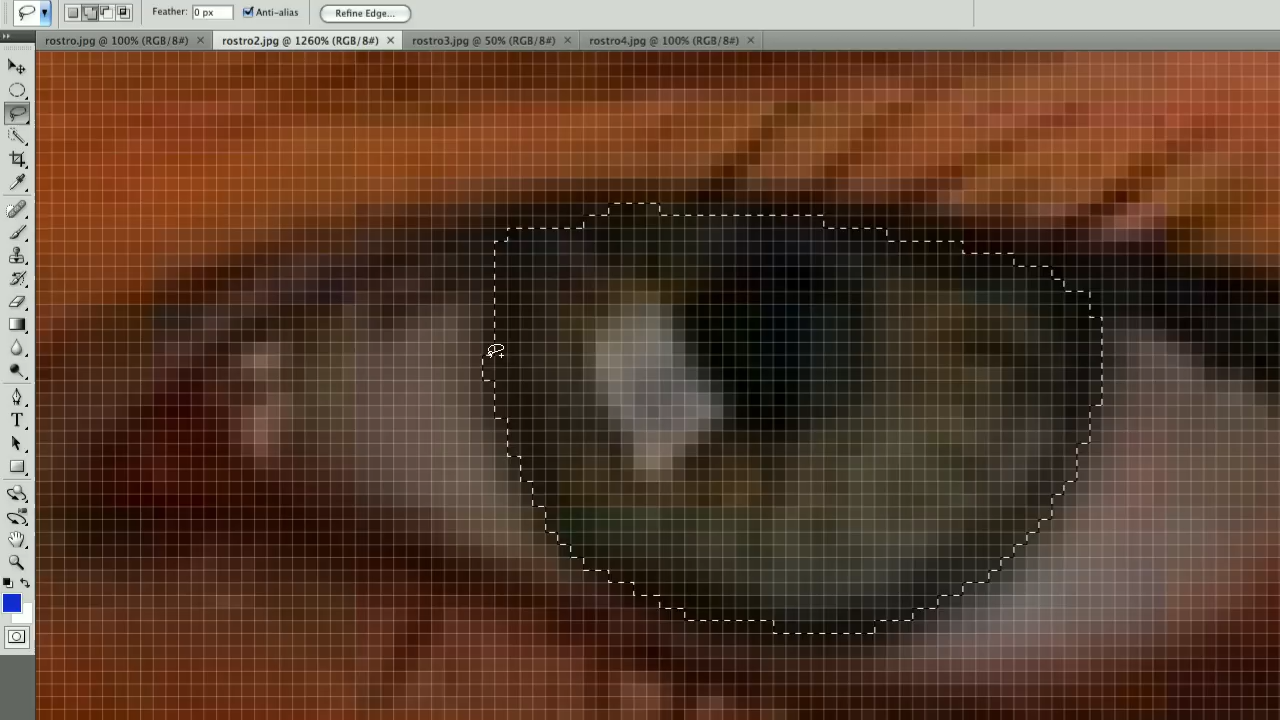 Feather: 0 px Anti-alias Refine Edge...
rostro.jpg @ 100% (RGB/8#) rostro2.jpg @ 1260% (RGB/8#) rostro3.jpg @ 50% (RGB/8#) rostro4.jpg @ 100% (RGB/8#)
T